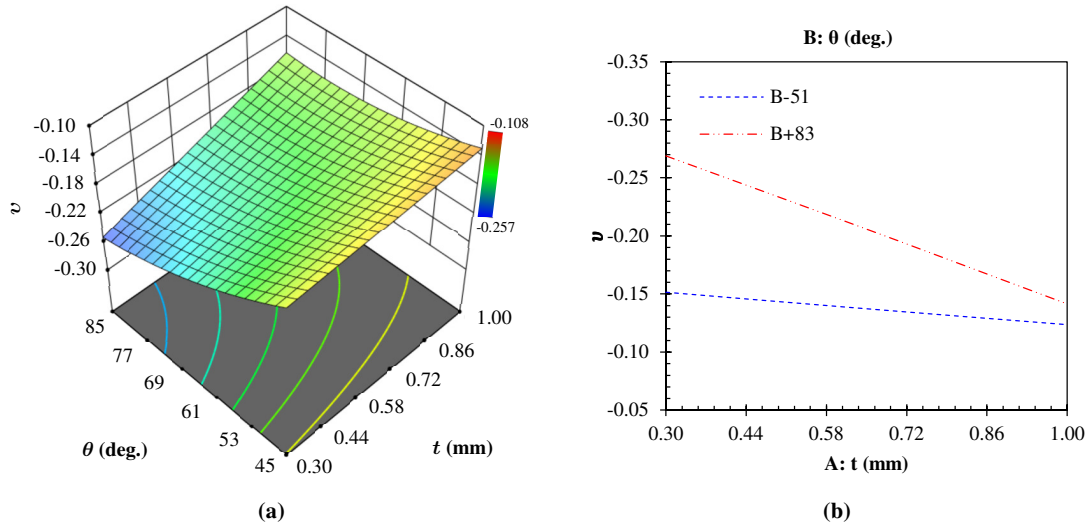 -0.10
-0.14
-0.18
-0.22
-0.26
-0.30
υ
-0.108
-0.257
85
77
69
61
53
45
θ (deg.)
0.30
0.44
0.58
0.72
0.86
1.00
t (mm)
(a)
B: θ (deg.)
-0.35
-0.30
-0.25
-0.20
-0.15
-0.10
-0.05
υ
B-51
B+83
0.30 0.44 0.58 0.72 0.86 1.00
A: t (mm)
(b)